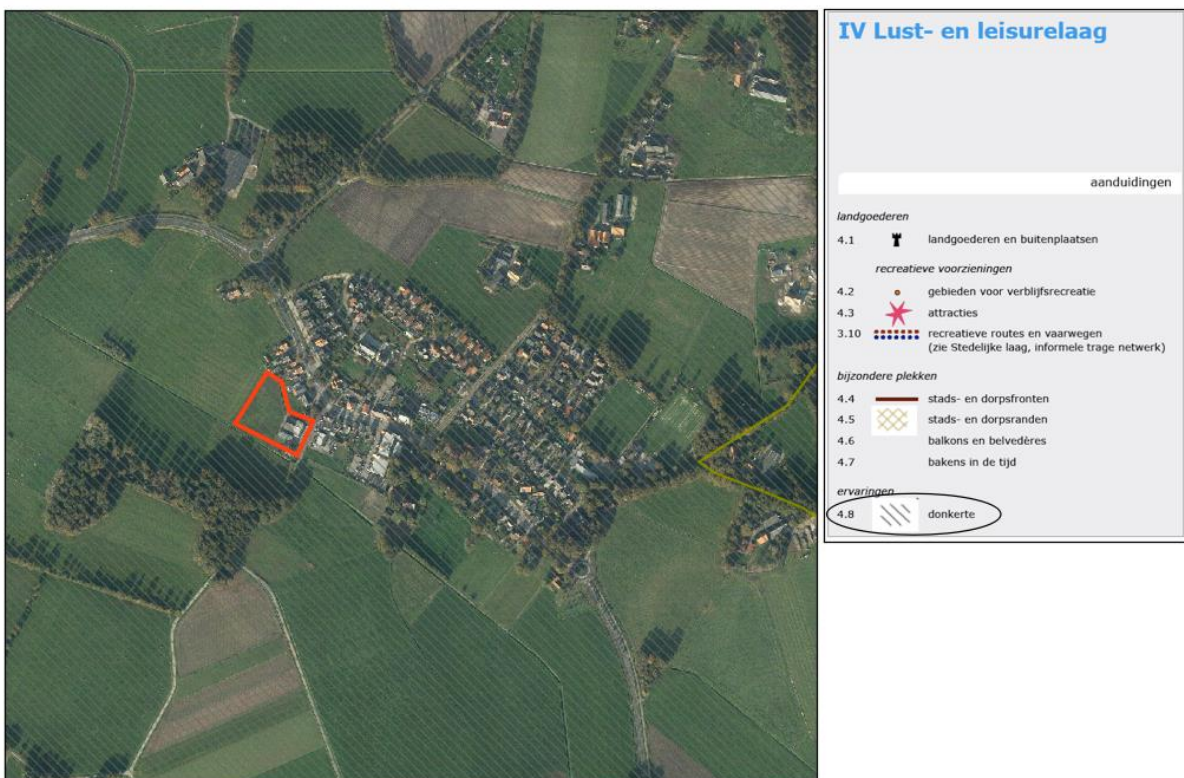 IV Lust- en leisurelaag
aanduidingen
landgoederen
4.1 landgoederen en buitenplaatsen
recreatieve voorzieningen
4.2 gebieden voor verblijfsrecreatie
4.3 attracties
3.10 recreatieve routes en vaarwegen
(zie Stedelijke laag, informele trage netwerk)
bijzondere plekken
4.4 stads- en dorpsfronten
4.5 stads- en dorpsranden
4.6 balkons en belvedères
4.7 bakens in de tijd
ervaringen
4.8 donkerte